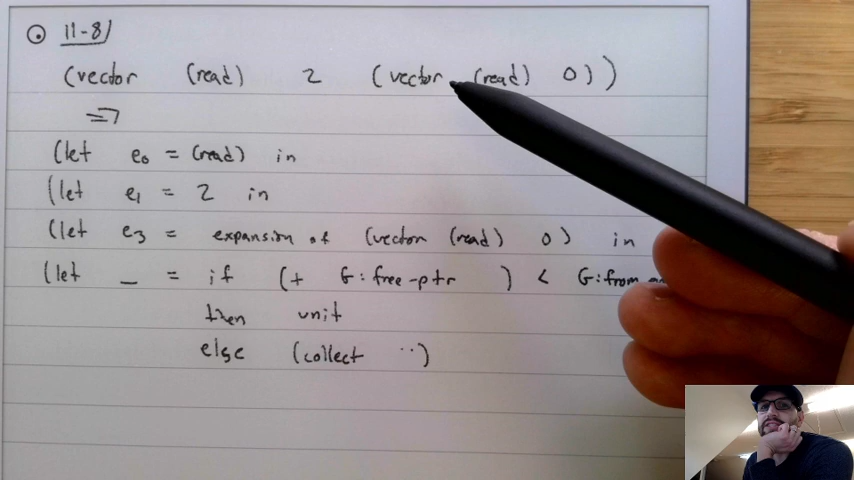 11-8/
(vector (read) 2 (vector (read) 0))
=>
(let e0 = (read) in
(let e1 = 2 in
(let e3 = expansion of (vector (read) 0) in
(let _ = if (+ G:free-ptr ) < G:from
then unit
else (collect ..)